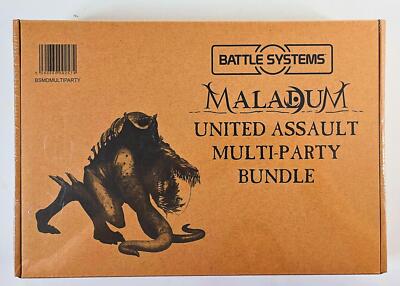 BATTLE SYSTEMS
MALADUM
UNITED ASSAULT
MULTI-PARTY
BUNDLE
BSMDMULTIPARTY